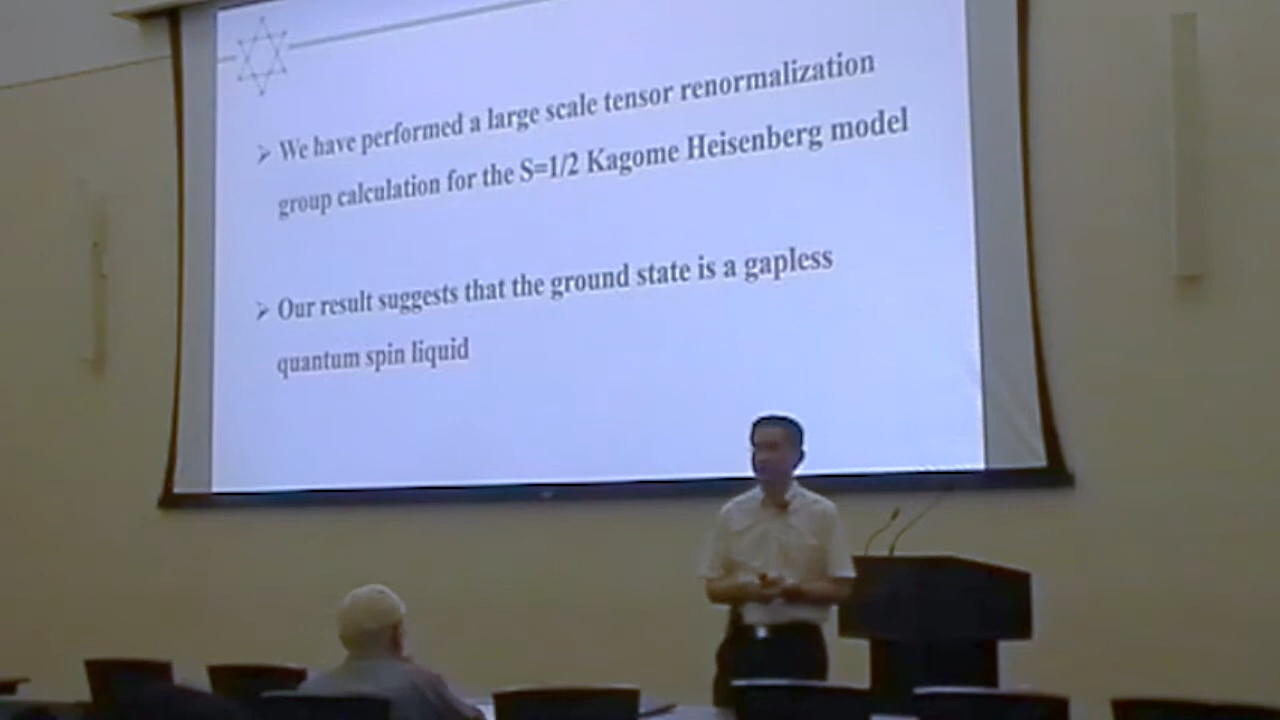 ➢ We have performed a large scale tensor renormalization
group calculation for the S=1/2 Kagome Heisenberg model
➢ Our result suggests that the ground state is a gapless
quantum spin liquid